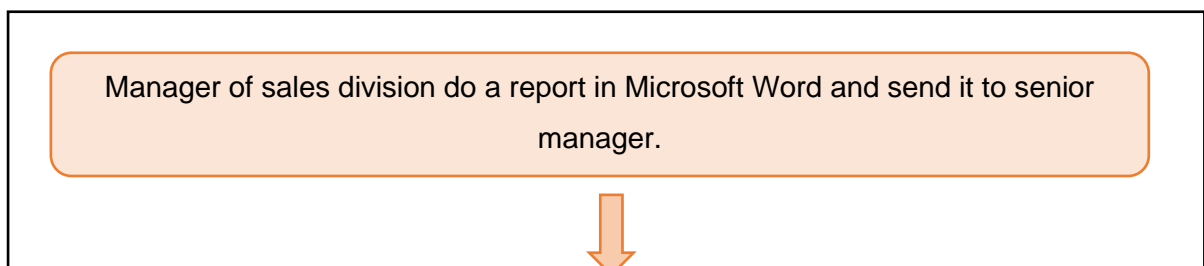 Manager of sales division do a report in Microsoft Word and send it to senior
manager.